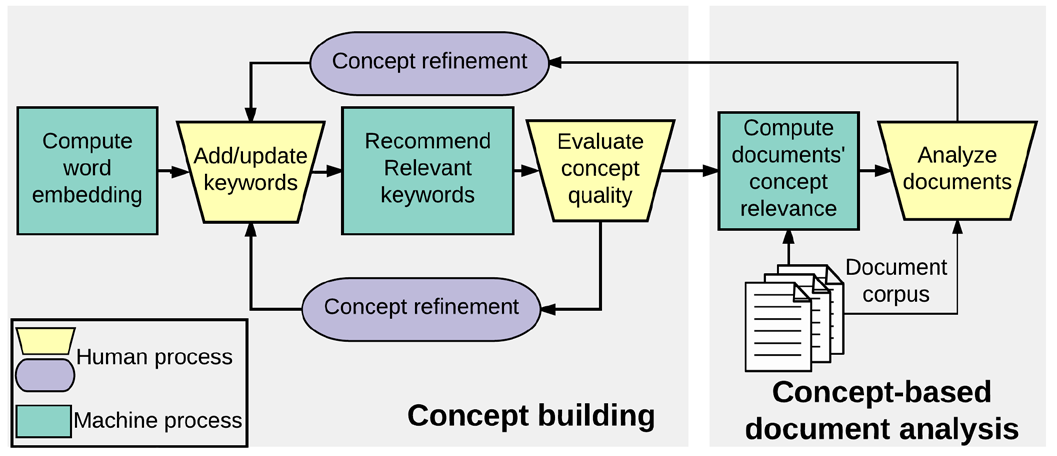 Concept refinement
Compute
word
embedding
Add/update
keywords
Recommend
Relevant
keywords
Evaluate
concept
quality
Compute
documents'
concept
relevance
Analyze
documents
Concept refinement
Document
corpus
Human process
Machine process
Concept building
Concept-based
document analysis